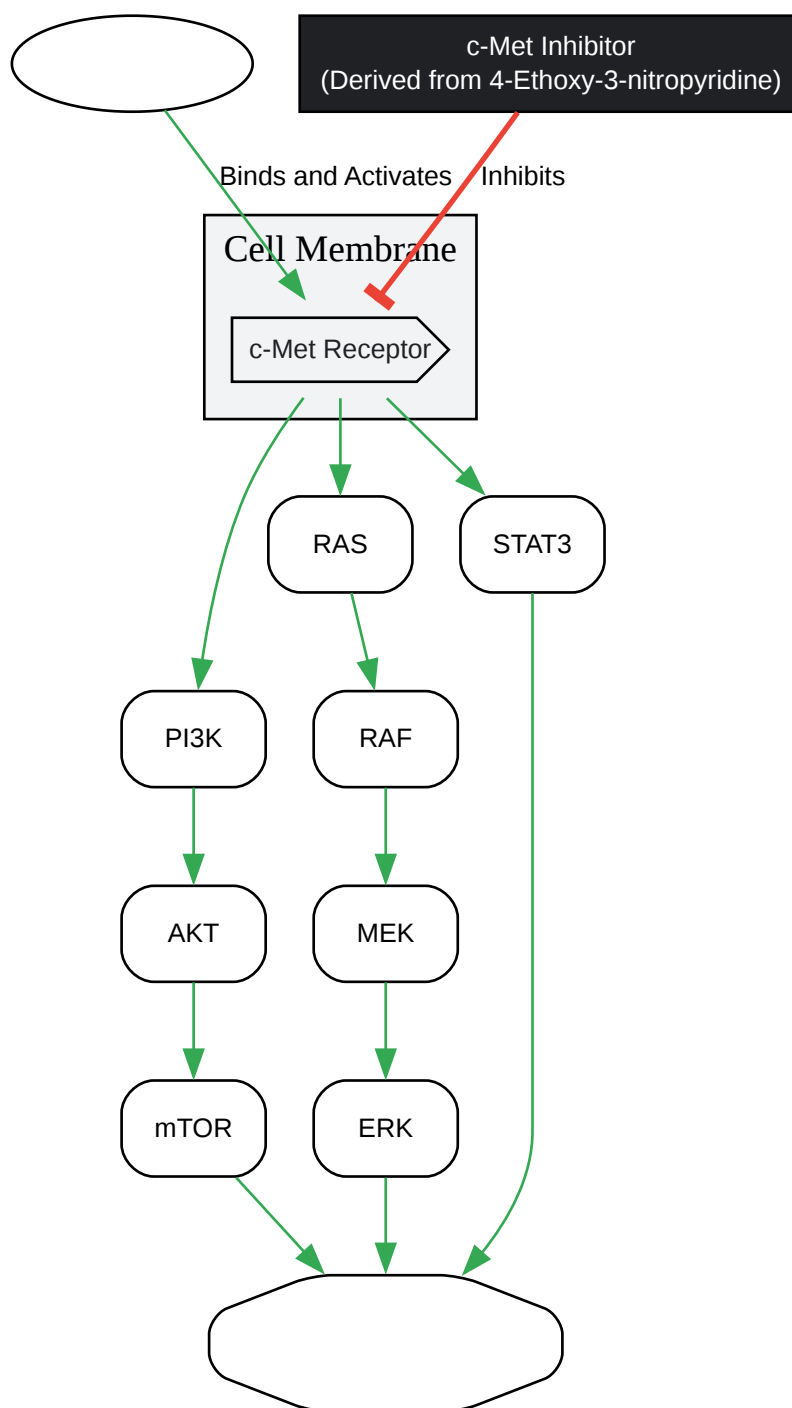 c-Met Inhibitor
(Derived from 4-Ethoxy-3-nitropyridine)
Binds and Activates
Inhibits
Cell Membrane
c-Met Receptor
RAS
STAT3
PI3K
RAF
AKT
MEK
mTOR
ERK